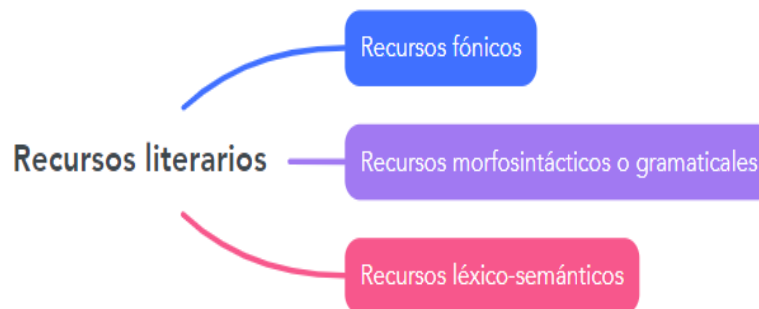 Recursos fónicos
Recursos literarios
Recursos morfosintácticos o gramaticales
Recursos léxico-semánticos